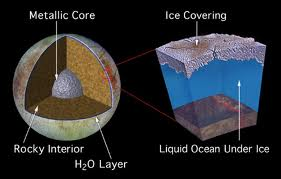 Metallic Core
Ice Covering
Rocky Interior
H₂O Layer
Liquid Ocean Under Ice